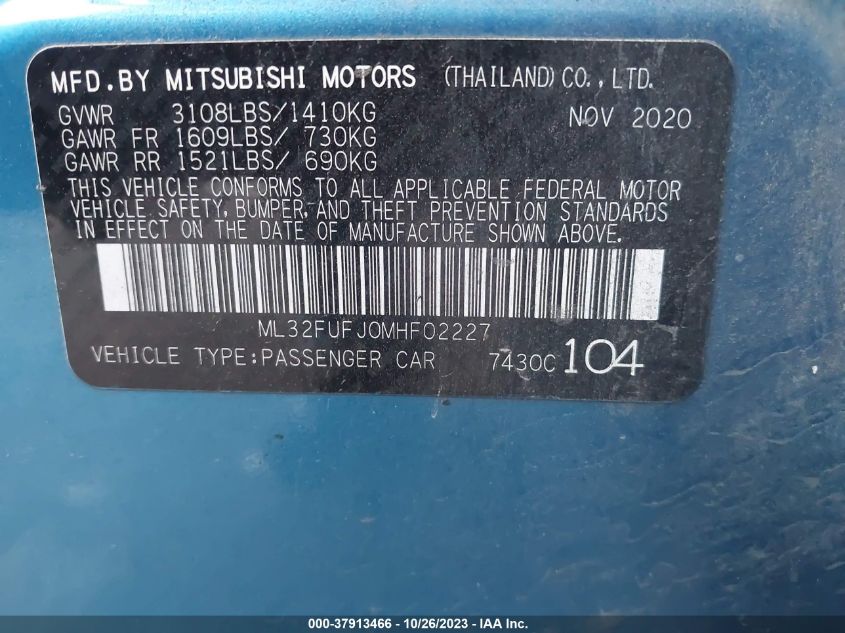 MFD.BY MITSUBISHI MOTORS (THAILAND) CO., LTD.
GVWR 3108LBS/1410KG NOV 2020
GAWR FR 1609LBS/ 730KG
GAWR RR 1521LBS/ 690KG
THIS VEHICLE CONFORMS TO ALL APPLICABLE FEDERAL MOTOR
VEHICLE SAFETY, BUMPER, AND THEFT PREVENTION STANDARDS
IN EFFECT ON THE DATE OF MANUFACTURE SHOWN ABOVE.
ML32FUFJ0MHF02227
VEHICLE TYPE:PASSENGER CAR 7430C 104
000-37913466 - 10/26/2023 - IAA Inc.